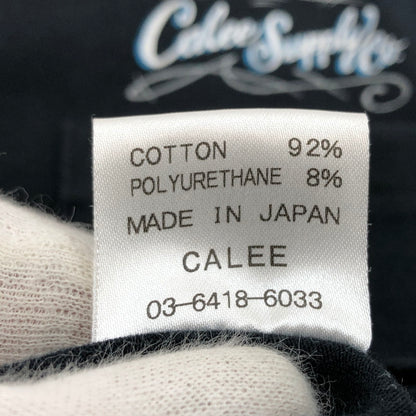 Calee Supply Co
COTTON 92%
POLYURETHANE 8%
MADE IN JAPAN
CALEE
03-6418-6033